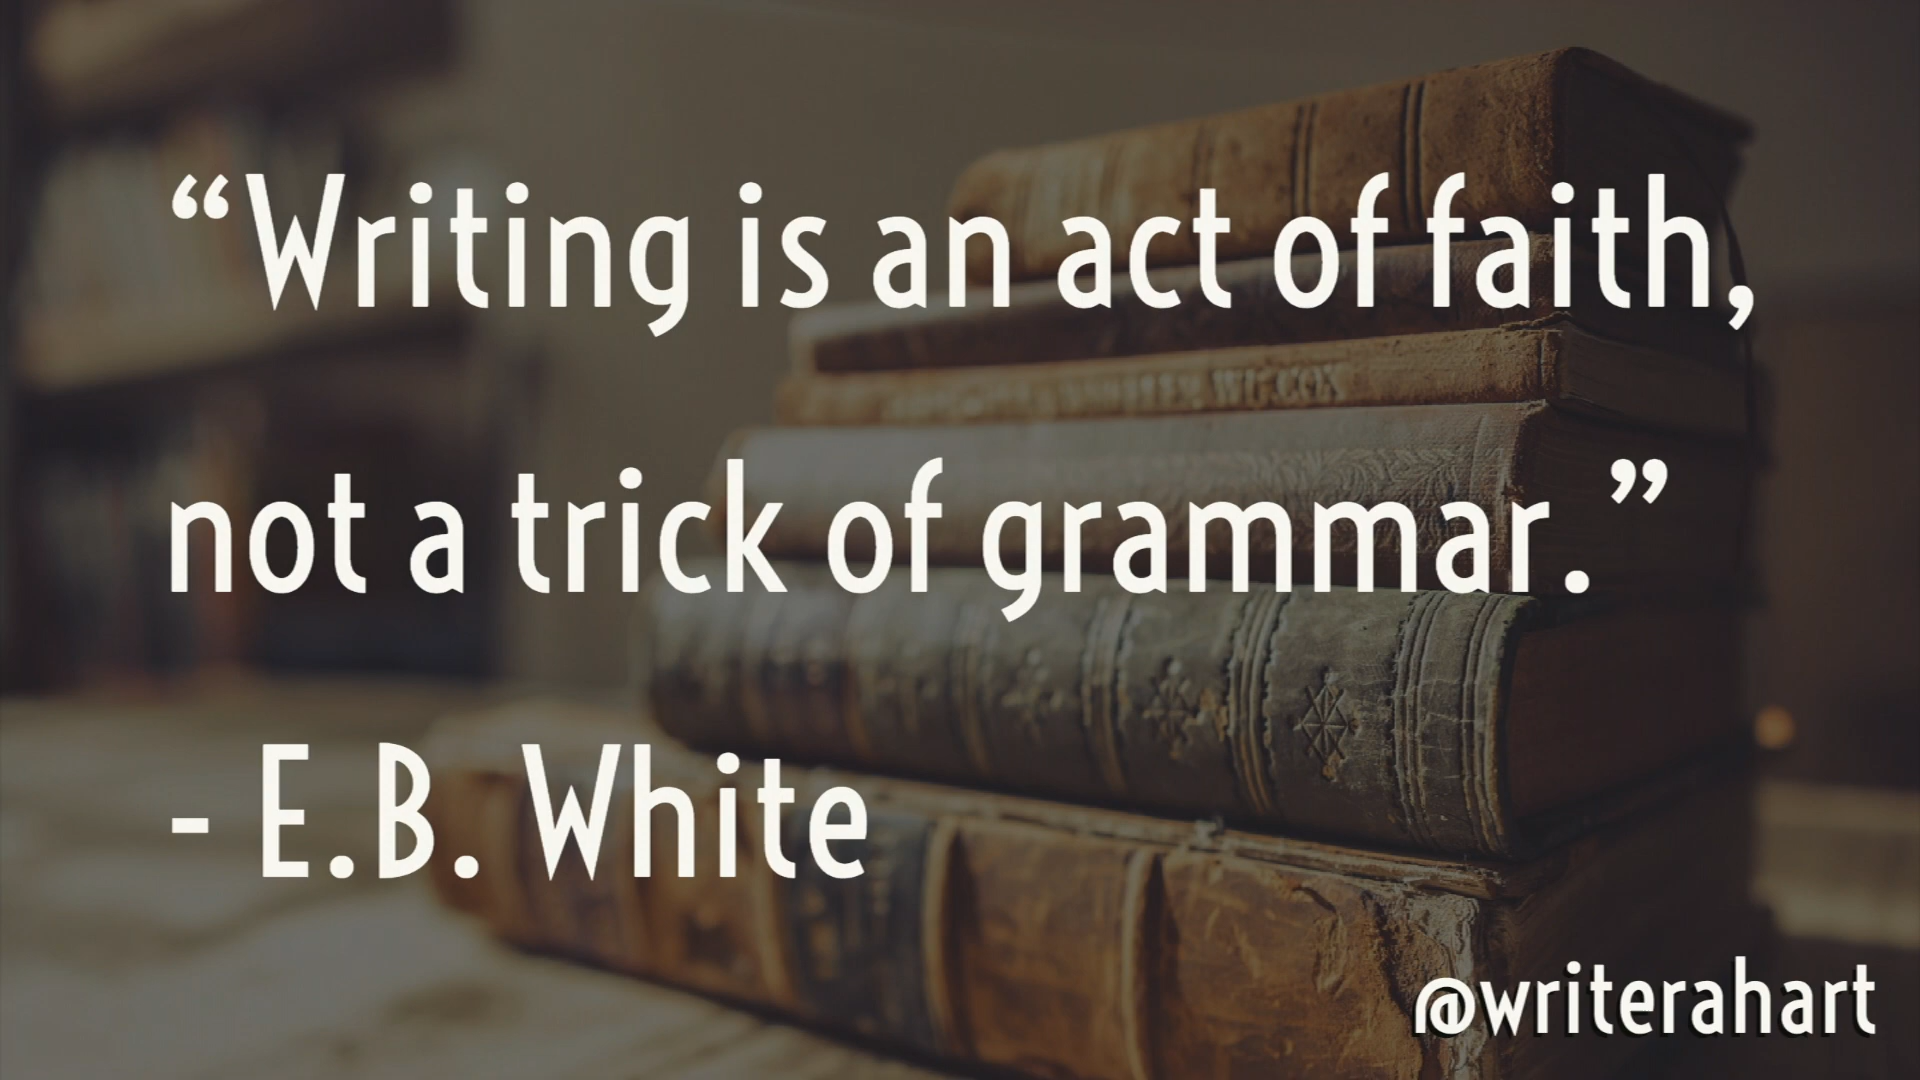 “Writing is an act of faith,
not a trick of grammar.”
- E.B. White
@writerahart